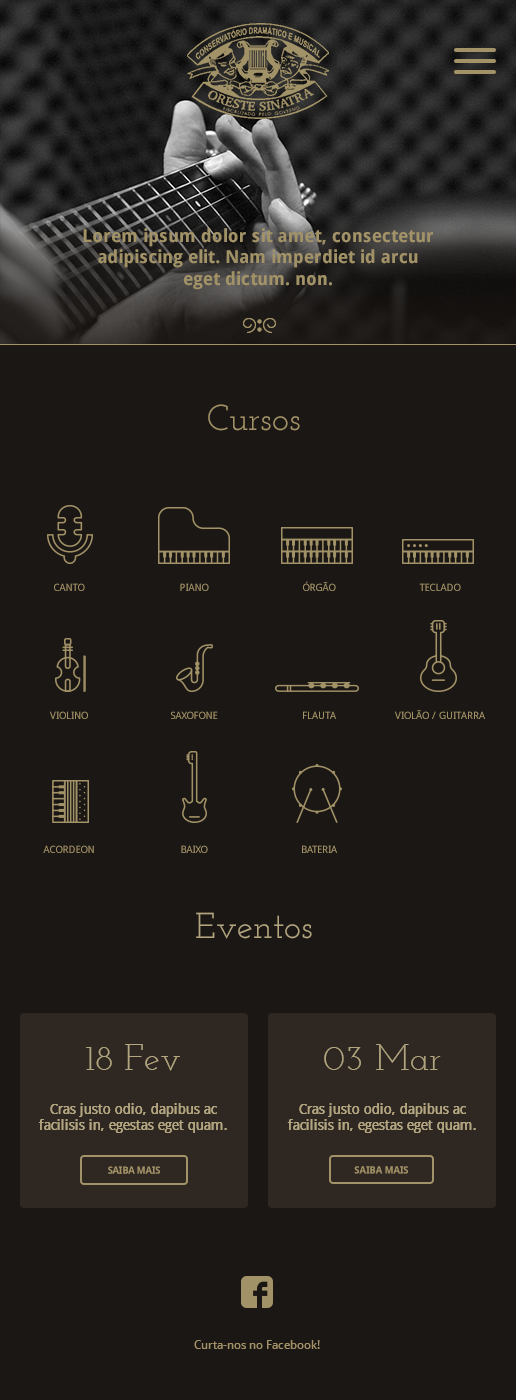 CONSERVATÓRIO DRAMÁTICO E MUSICAL
ORESTE SINATRA
FISCALIZADO PELO GOVERNO
Lorem ipsum dolor sit amet, consectetur
adipiscing elit. Nam imperdiet id arcu
eget dictum. non.
Cursos
CANTO
PIANO
ÓRGÃO
TECLADO
VIOLINO
SAXOFONE
FLAUTA
VIOLÃO / GUITARRA
ACORDEON
BAIXO
BATERIA
Eventos
18 Fev
Cras justo odio, dapibus ac
facilisis in, egestas eget quam.
SAIBA MAIS
03 Mar
Cras justo odio, dapibus ac
facilisis in, egestas eget quam.
SAIBA MAIS
Curta-nos no Facebook!